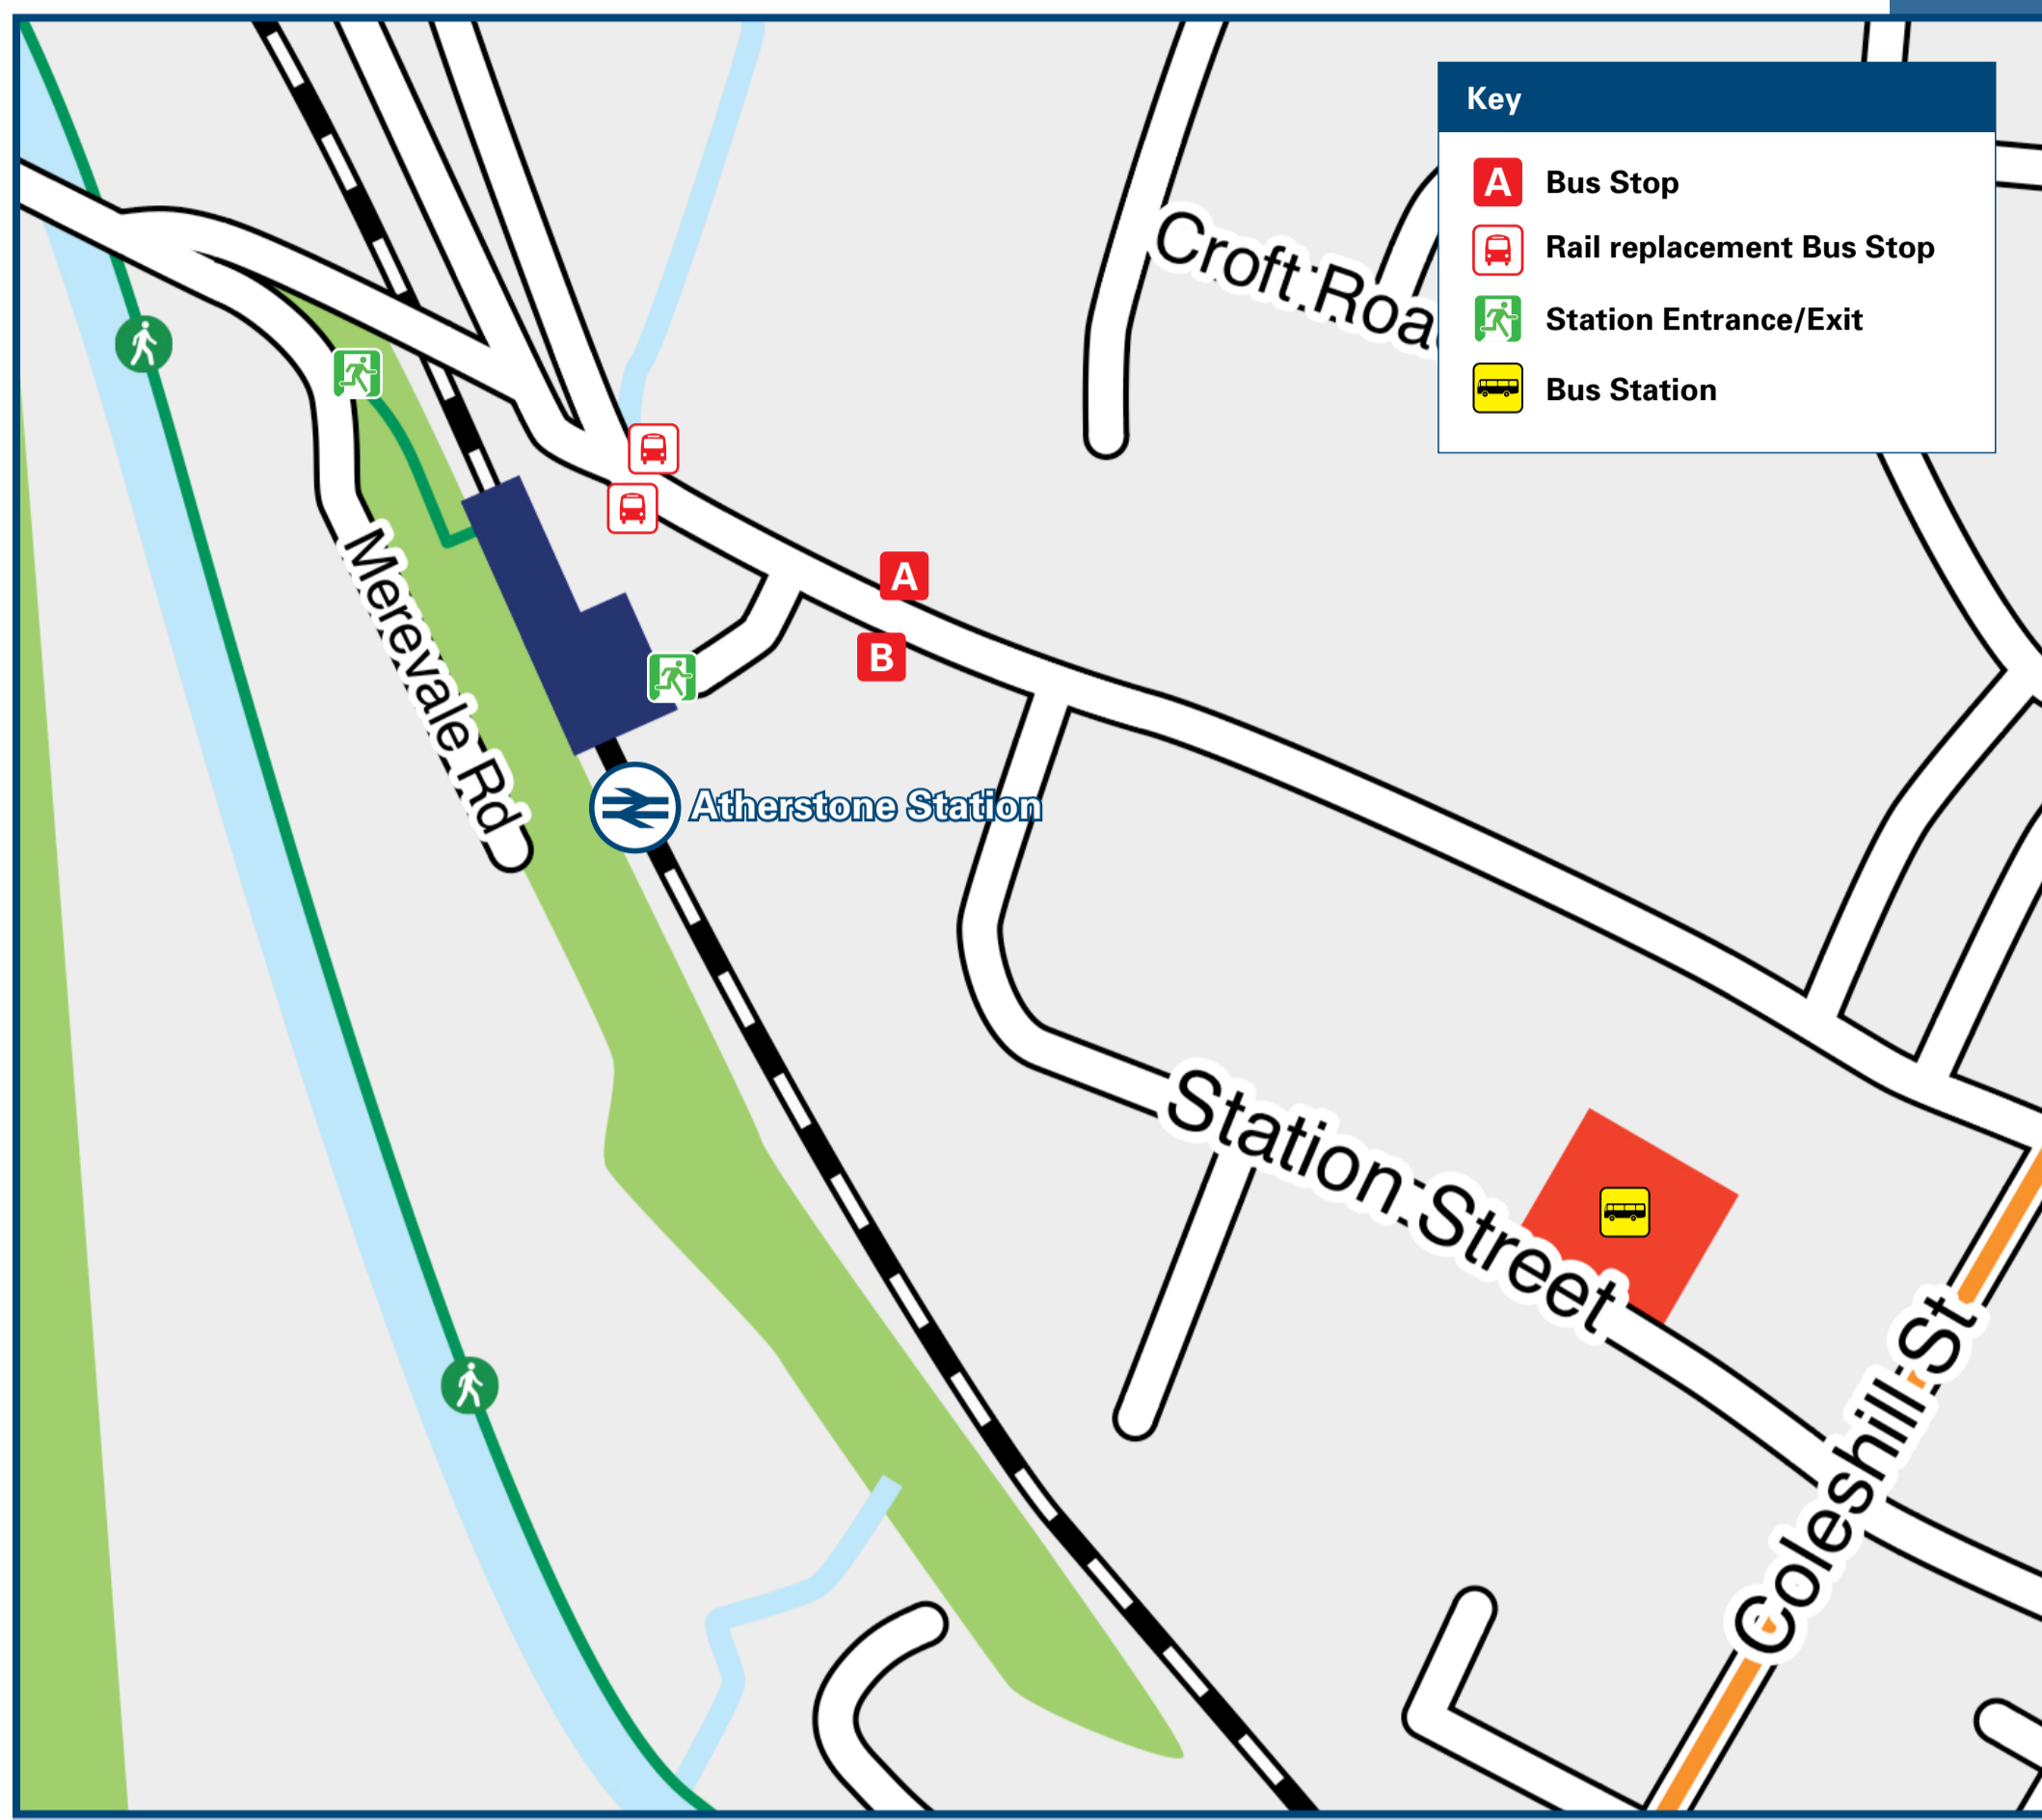 Key
A Bus Stop
Rail replacement Bus Stop
Station Entrance/Exit
Bus Station
Croft Roa
A
B
Merevale Rd
Atherstone Station
Station Street
Coleshill St